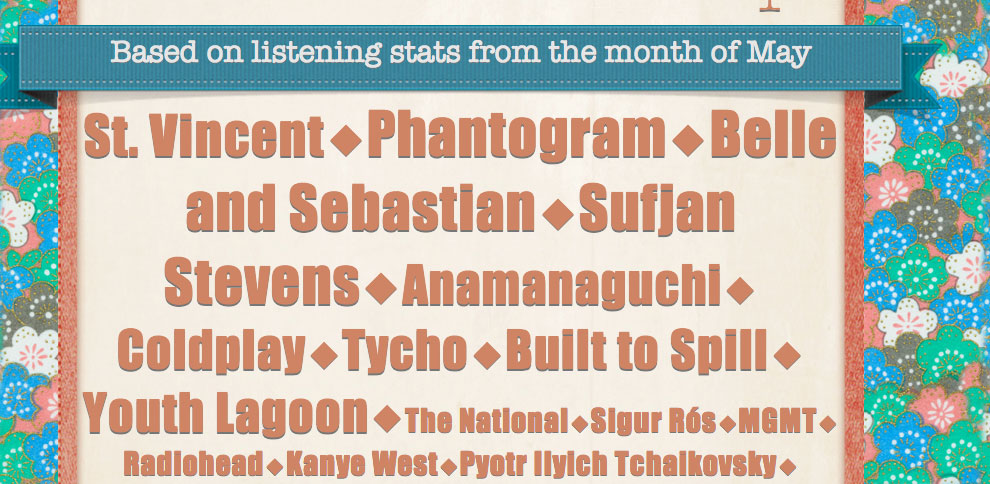 Based on listening stats from the month of May
St. Vincent◆Phantogram◆Belle
and Sebastian◆Sufjan
Stevens◆Anamanaguchi◆
Coldplay◆Tycho◆Built to Spill◆
Youth Lagoon◆The National◆Sigur Rós◆MGMT◆
Radiohead◆Kanye West◆Pyotr Ilyich Tchaikovsky◆